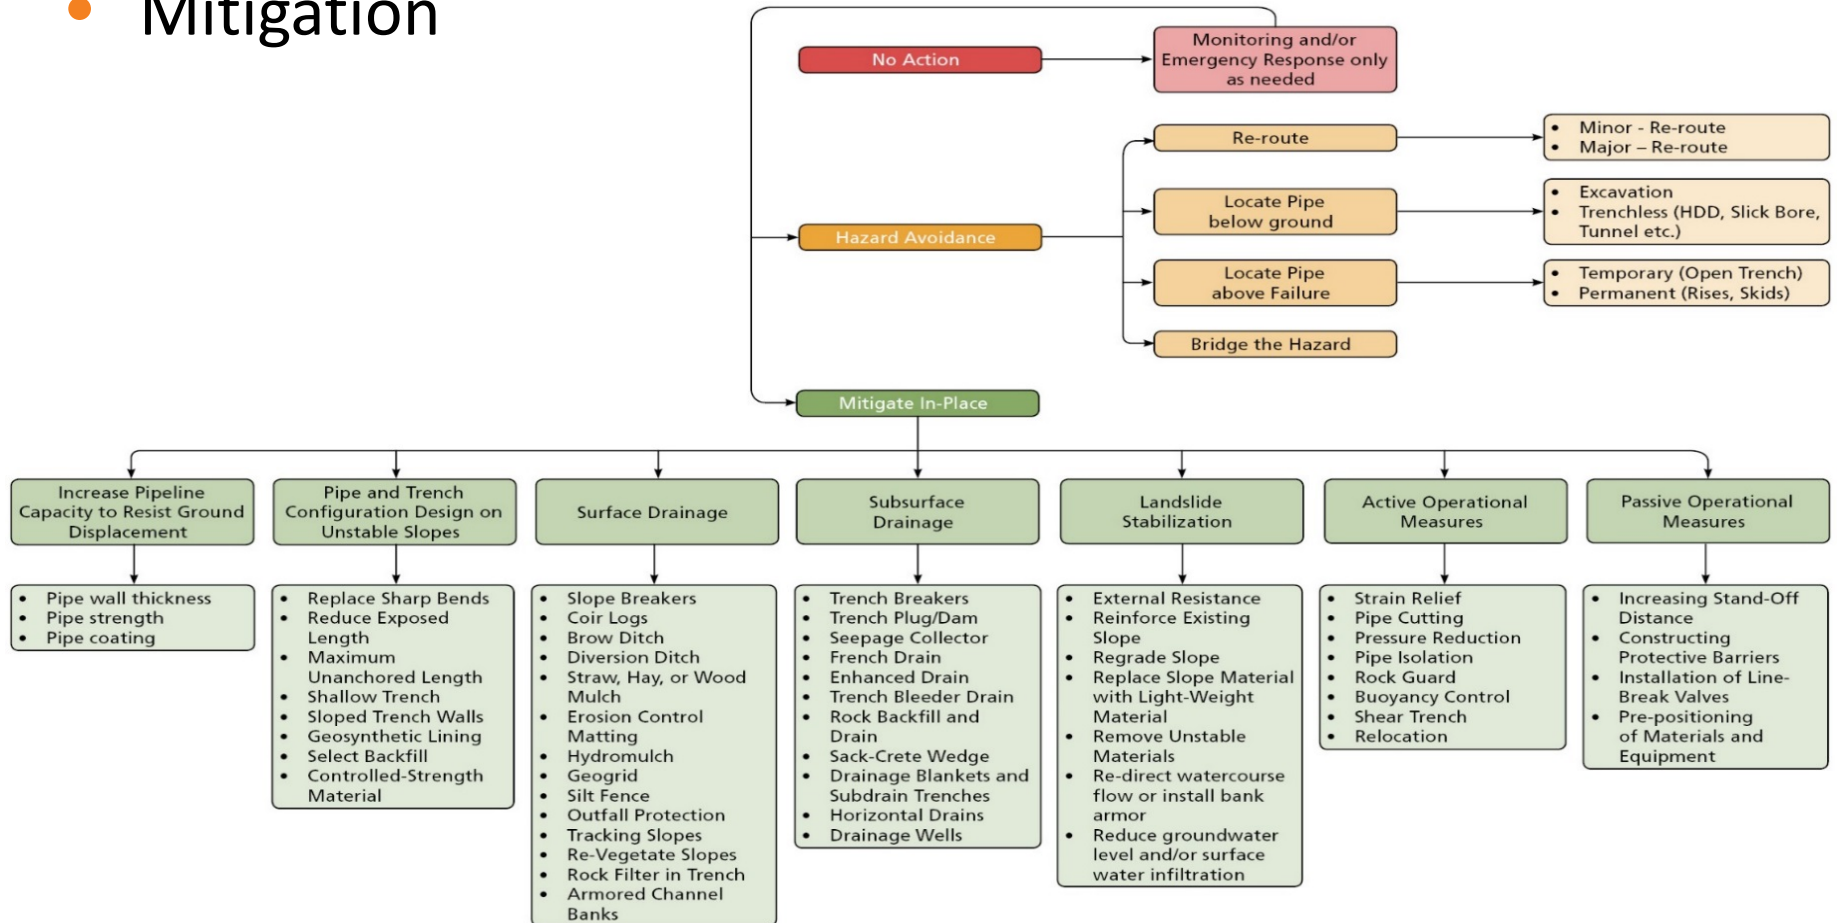 • Mitigation
No Action
Monitoring and/or
Emergency Response only
as needed
Hazard Avoidance
Re-route
• Minor - Re-route
• Major – Re-route
Locate Pipe
below ground
• Excavation
• Trenchless (HDD, Slick Bore,
Tunnel etc.)
Locate Pipe
above Failure
• Temporary (Open Trench)
• Permanent (Rises, Skids)
Bridge the Hazard
Mitigate In-Place
Increase Pipeline
Capacity to Resist Ground
Displacement
• Pipe wall thickness
• Pipe strength
• Pipe coating
Pipe and Trench
Configuration Design on
Unstable Slopes
• Replace Sharp Bends
• Reduce Exposed
Length
• Maximum
Unanchored Length
• Shallow Trench
• Sloped Trench Walls
• Geosynthetic Lining
• Select Backfill
• Controlled-Strength
Material
Surface Drainage
• Slope Breakers
• Coir Logs
• Brow Ditch
• Diversion Ditch
• Straw, Hay, or Wood
Mulch
• Erosion Control
Matting
• Hydromulch
• Geogrid
• Silt Fence
• Outfall Protection
• Tracking Slopes
• Re-Vegetate Slopes
• Rock Filter in Trench
• Armored Channel
Banks
Subsurface
Drainage
• Trench Breakers
• Trench Plug/Dam
• Seepage Collector
• French Drain
• Enhanced Drain
• Trench Bleeder Drain
• Rock Backfill and
Drain
• Sack-Crete Wedge
• Drainage Blankets and
Subdrain Trenches
• Horizontal Drains
• Drainage Wells
Landslide
Stabilization
• External Resistance
• Reinforce Existing
Slope
• Regrade Slope
• Replace Slope Material
with Light-Weight
Material
• Remove Unstable
Materials
• Re-direct watercourse
flow or install bank
armor
• Reduce groundwater
level and/or surface
water infiltration
Active Operational
Measures
• Strain Relief
• Pipe Cutting
• Pressure Reduction
• Pipe Isolation
• Rock Guard
• Buoyancy Control
• Shear Trench
• Relocation
Passive Operational
Measures
• Increasing Stand-Off
Distance
• Constructing
Protective Barriers
• Installation of Line-
Break Valves
• Pre-positioning
of Materials and
Equipment